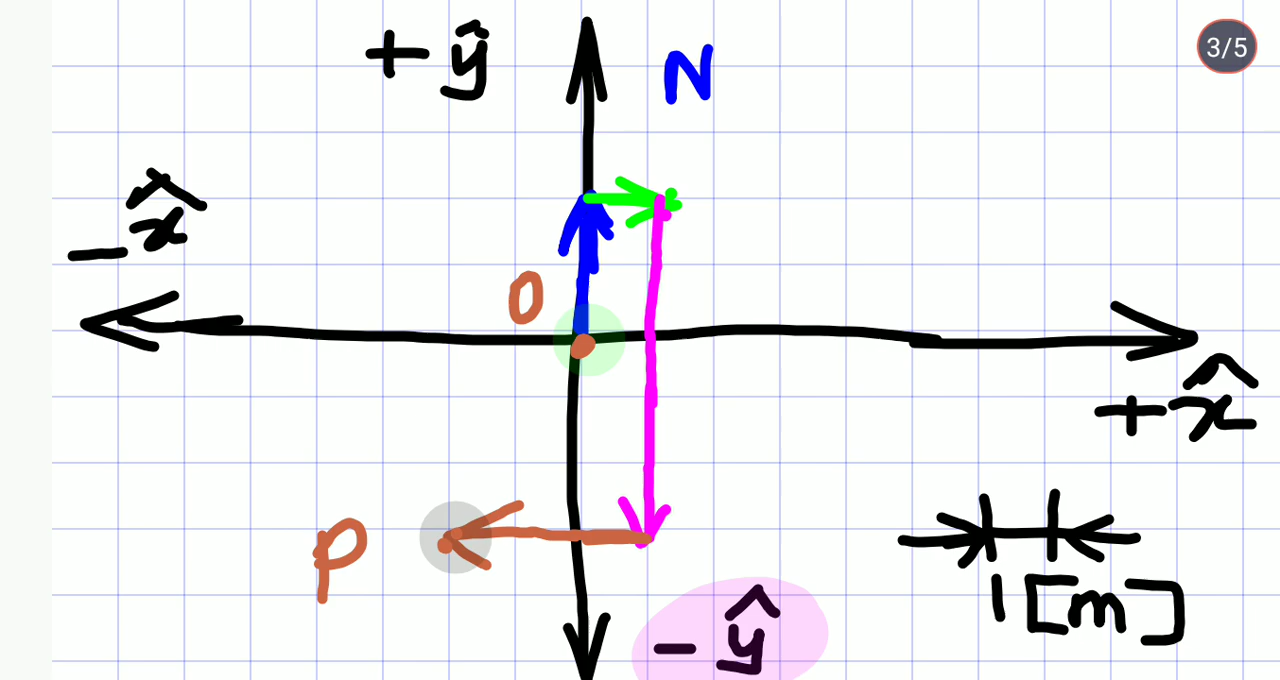 + ŷ
N
3/5
- x̂
O
+ x̂
P
1 [m]
- ŷ